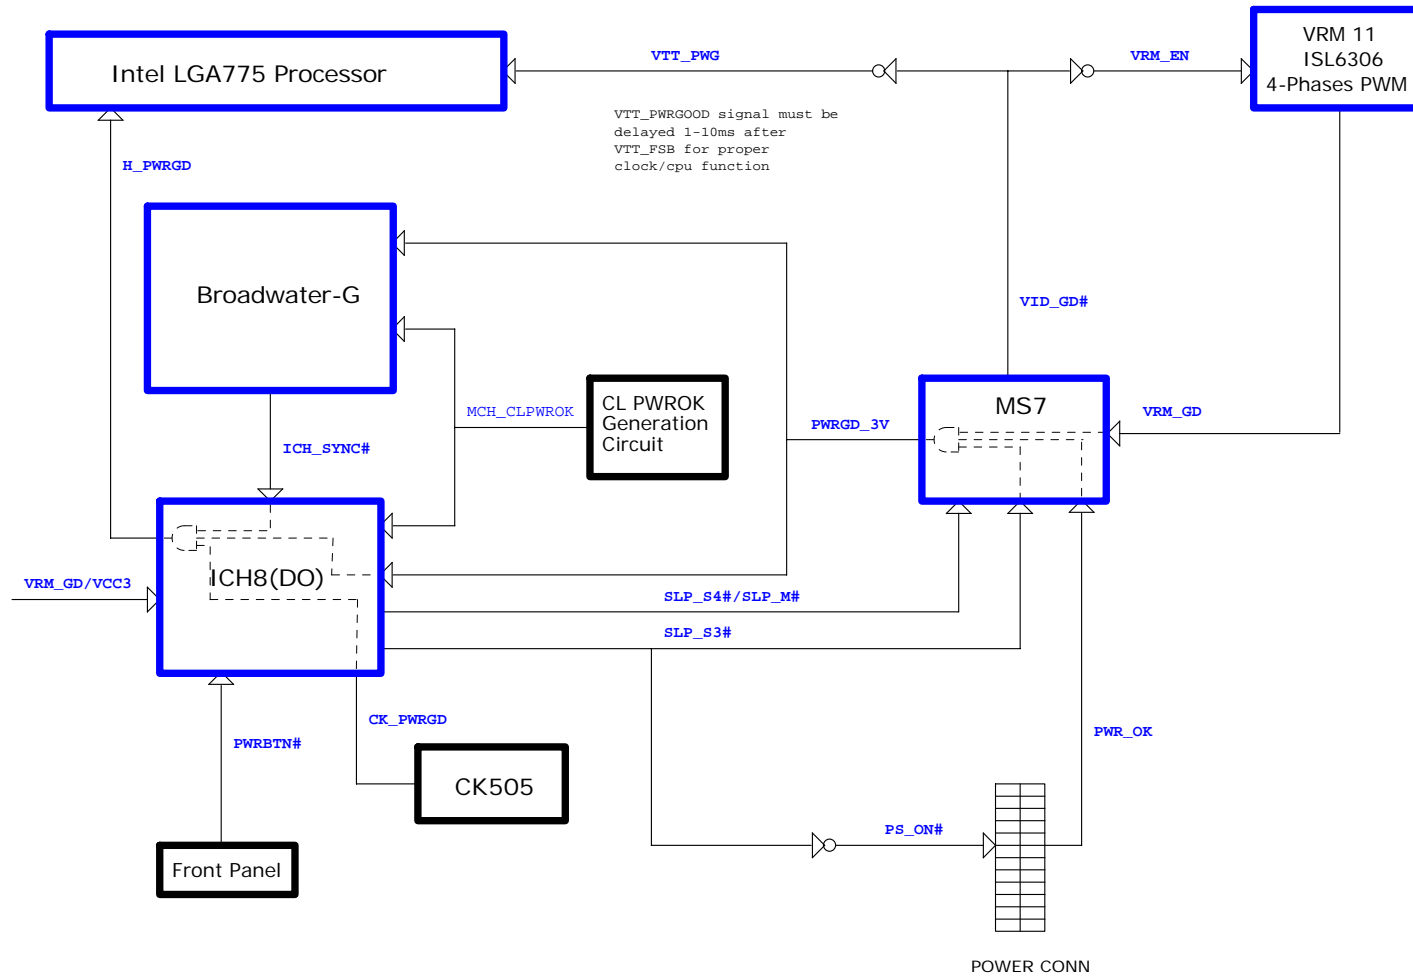 VRM 11
ISL6306
4-Phases PWM
VTT_PWG
VRM_EN
Intel LGA775 Processor
VTT_PWRGOOD signal must be
delayed 1-10ms after
VTT_FSB for proper
clock/cpu function
H_PWRGD
Broadwater-G
VID_GD#
MCH_CLPWROK
CL PWROK
Generation
Circuit
MS7
VRM_GD
PWRGD_3V
ICH_SYNC#
ICH8(DO)
VRM_GD/VCC3
SLP_S4#/SLP_M#
SLP_S3#
CK_PWRGD
PWRBTN#
PWR_OK
CK505
PS_ON#
Front Panel
POWER CONN